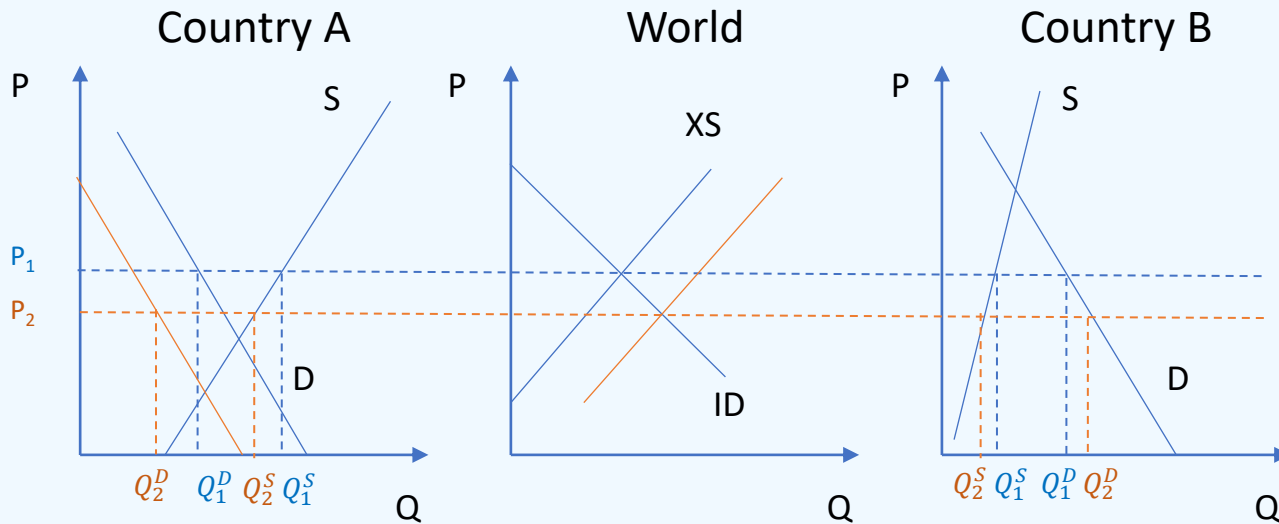 Country A
World
Country B
P
S
P
XS
P
S
P₁
P₂
D
ID
D
Q₂ᴰ Q₁ᴰ Q₂ˢ Q₁ˢ
Q
Q
Q₂ˢ Q₁ˢ Q₁ᴰ Q₂ᴰ
Q